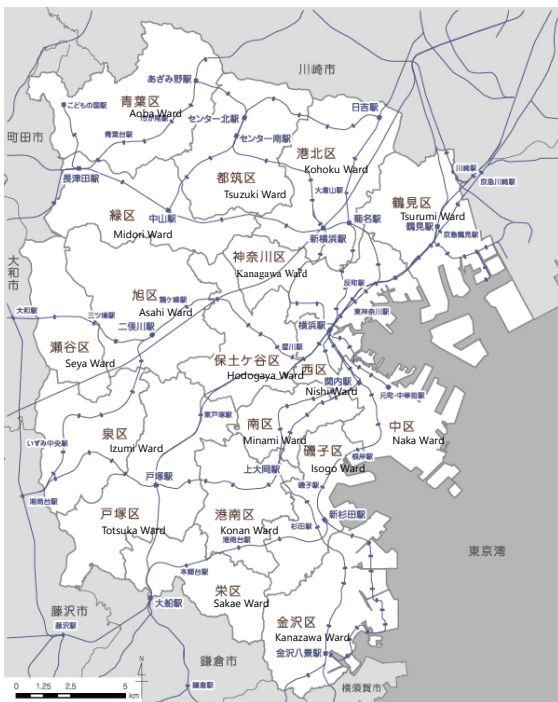 川崎市
あざみ野駅
こどもの国駅
青葉区
Aoba Ward
日吉駅
センター北駅
町田市
青葉台駅
センター南駅
港北区
Kohoku Ward
川崎駅
長津田駅
都筑区
Tsuzuki Ward
京急川崎駅
大倉山駅
鶴見区
Tsurumi Ward
中山駅
菊名駅
鶴見駅
緑区
Midori Ward
新横浜駅
京急鶴見駅
神奈川区
Kanagawa Ward
大和市
反町駅
旭区
鶴ケ峰駅
Asahi Ward
大和駅
三ツ境駅
東神奈川駅
二俣川駅
横浜駅
瀬谷区
Seya Ward
星川駅
保土ケ谷区
Hodogaya Ward
西区
関内駅
Nishi Ward
元町・中華街駅
東戸塚駅
南区
Minami Ward
中区
Naka Ward
泉区
Izumi Ward
いずみ中央駅
磯子区
Isogo Ward
根岸駅
上大岡駅
戸塚駅
磯子駅
湘南台駅
戸塚区
Totsuka Ward
港南区
Konan Ward
新杉田駅
杉田駅
港南台駅
東京湾
本郷台駅
栄区
Sakae Ward
大船駅
藤沢市
金沢区
Kanazawa Ward
藤沢駅
金沢八景駅
鎌倉市
鎌倉駅
横須賀市
N
0 1.25 2.5 5
km